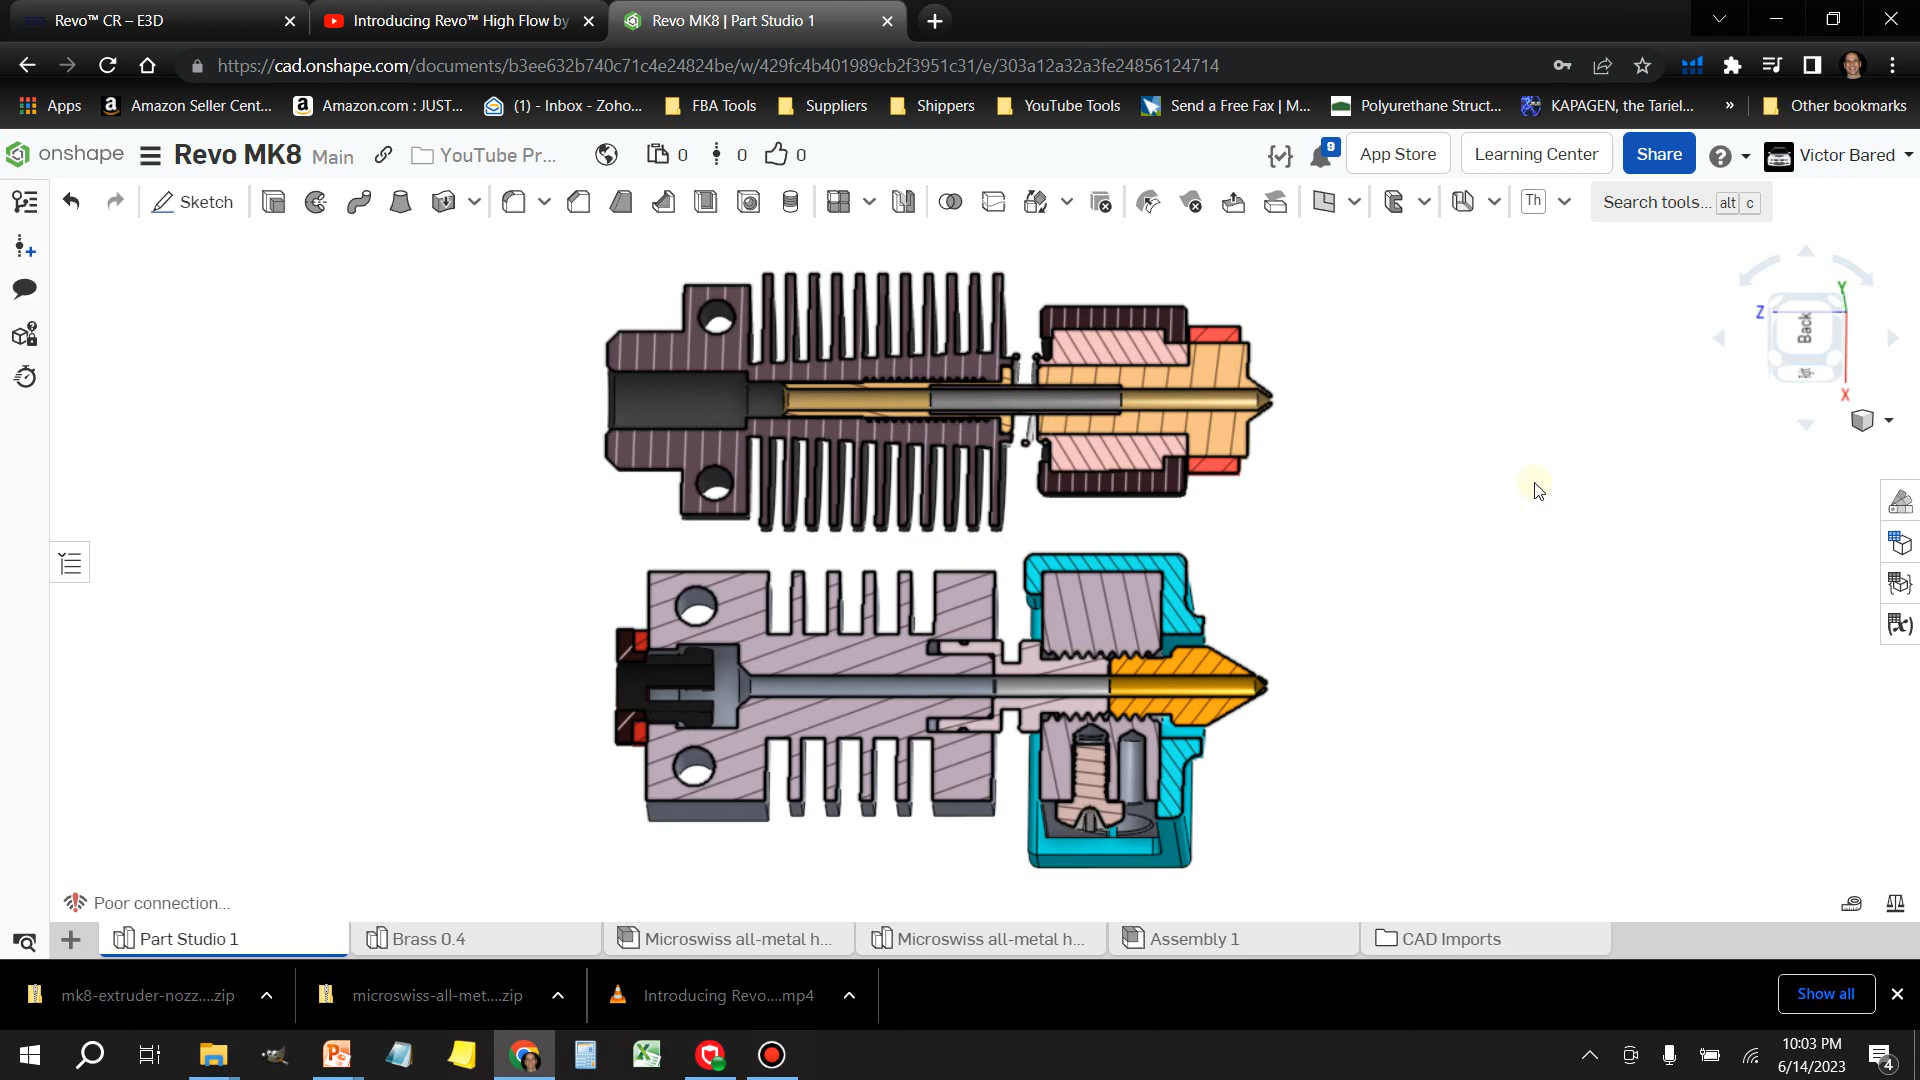 Revo™ CR – E3D
Introducing Revo™ High Flow by
Revo MK8 | Part Studio 1
https://cad.onshape.com/documents/b3ee632b740c71c4e24824be/w/429fc4b401989cb2f3951c31/e/303a12a32a3fe24856124714
Apps
Amazon Seller Cent...
Amazon.com : JUST...
(1) - Inbox - Zoho...
FBA Tools
Suppliers
Shippers
YouTube Tools
Send a Free Fax | M...
Polyurethane Struct...
KAPAGEN, the Tariel...
»
Other bookmarks
onshape
Revo MK8 Main
YouTube Pr...
0
0
0
9
App Store
Learning Center
Share
Victor Bared
Sketch
Th
Search tools... alt c
Y
Z
Back
X
Poor connection...
Part Studio 1
Brass 0.4
Microswiss all-metal h...
Microswiss all-metal h...
Assembly 1
CAD Imports
mk8-extruder-nozz....zip
microswiss-all-met....zip
Introducing Revo....mp4
Show all
10:03 PM
6/14/2023
4